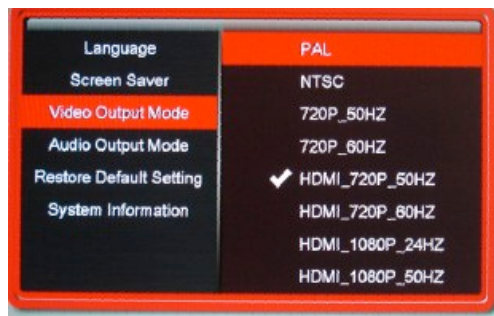 Language
Screen Saver
Video Output Mode
Audio Output Mode
Restore Default Setting
System Information
PAL
NTSC
720P_50HZ
720P_60HZ
HDMI_720P_50HZ
HDMI_720P_60HZ
HDMI_1080P_24HZ
HDMI_1080P_50HZ